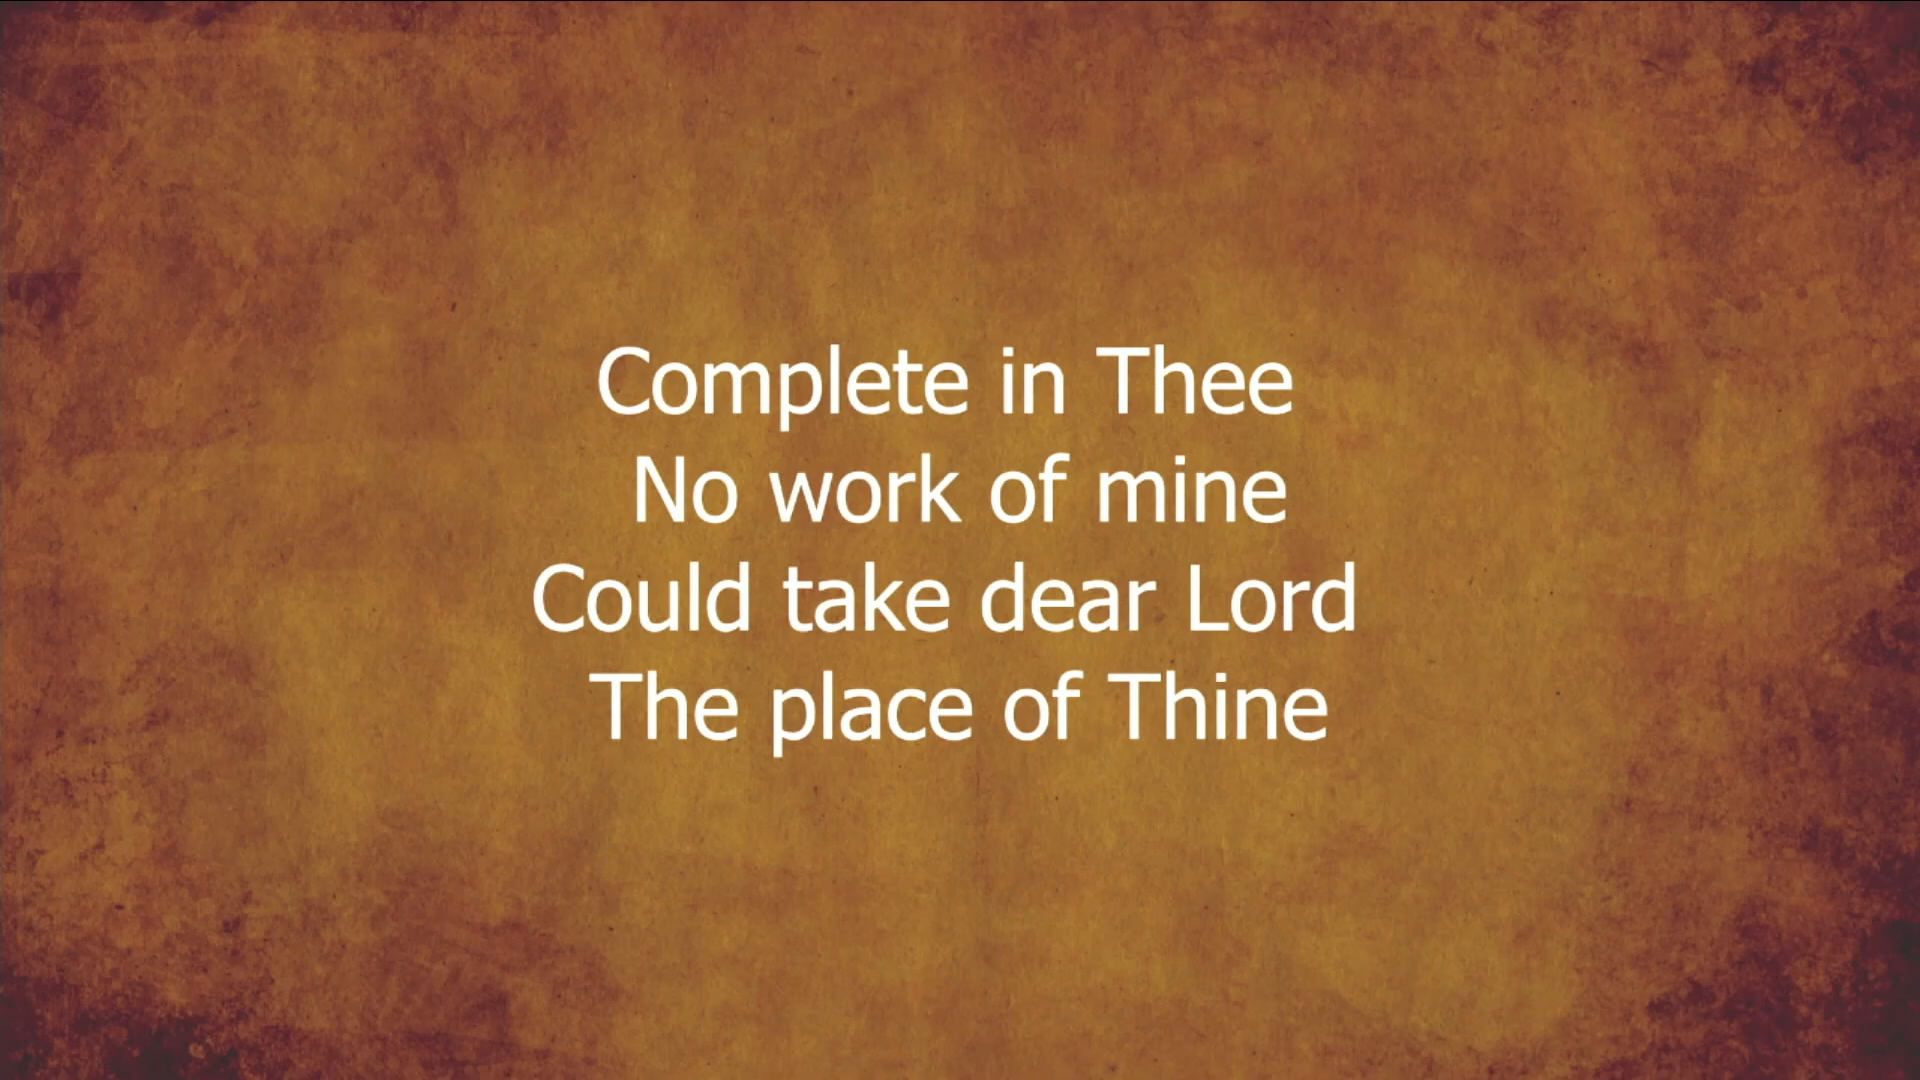 Complete in Thee
No work of mine
Could take dear Lord
The place of Thine